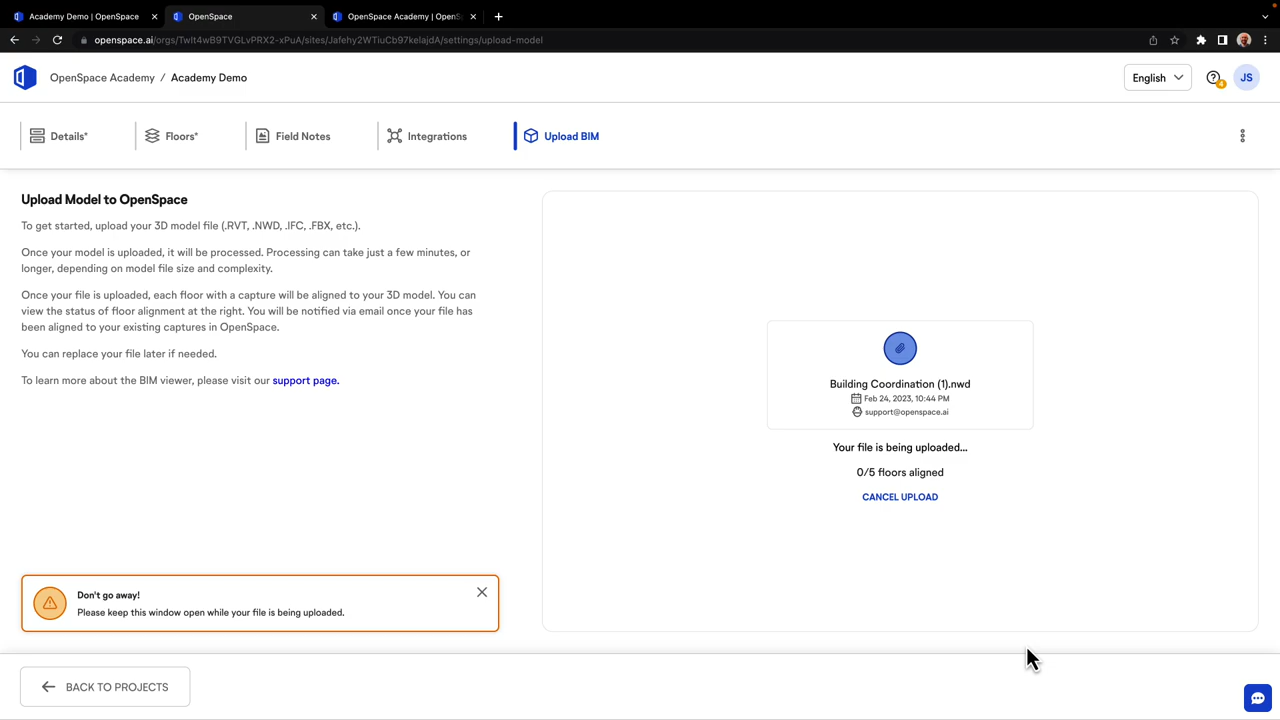 Academy Demo | OpenSpace
OpenSpace
OpenSpace Academy | OpenS
openspace.ai/orgs/TwIt4wB9TVGLvPRX2-xPuA/sites/Jafehy2WTiuCb97kelajdA/settings/upload-model
OpenSpace Academy / Academy Demo
English
4
JS
Details*
Floors*
Field Notes
Integrations
Upload BIM
Upload Model to OpenSpace
To get started, upload your 3D model file (.RVT, .NWD, .IFC, .FBX, etc.).
Once your model is uploaded, it will be processed. Processing can take just a few minutes, or
longer, depending on model file size and complexity.
Once your file is uploaded, each floor with a capture will be aligned to your 3D model. You can
view the status of floor alignment at the right. You will be notified via email once your file has
been aligned to your existing captures in OpenSpace.
You can replace your file later if needed.
To learn more about the BIM viewer, please visit our support page.
Building Coordination (1).nwd
Feb 24, 2023, 10:44 PM
support@openspace.ai
Your file is being uploaded...
0/5 floors aligned
CANCEL UPLOAD
Don't go away!
Please keep this window open while your file is being uploaded.
BACK TO PROJECTS